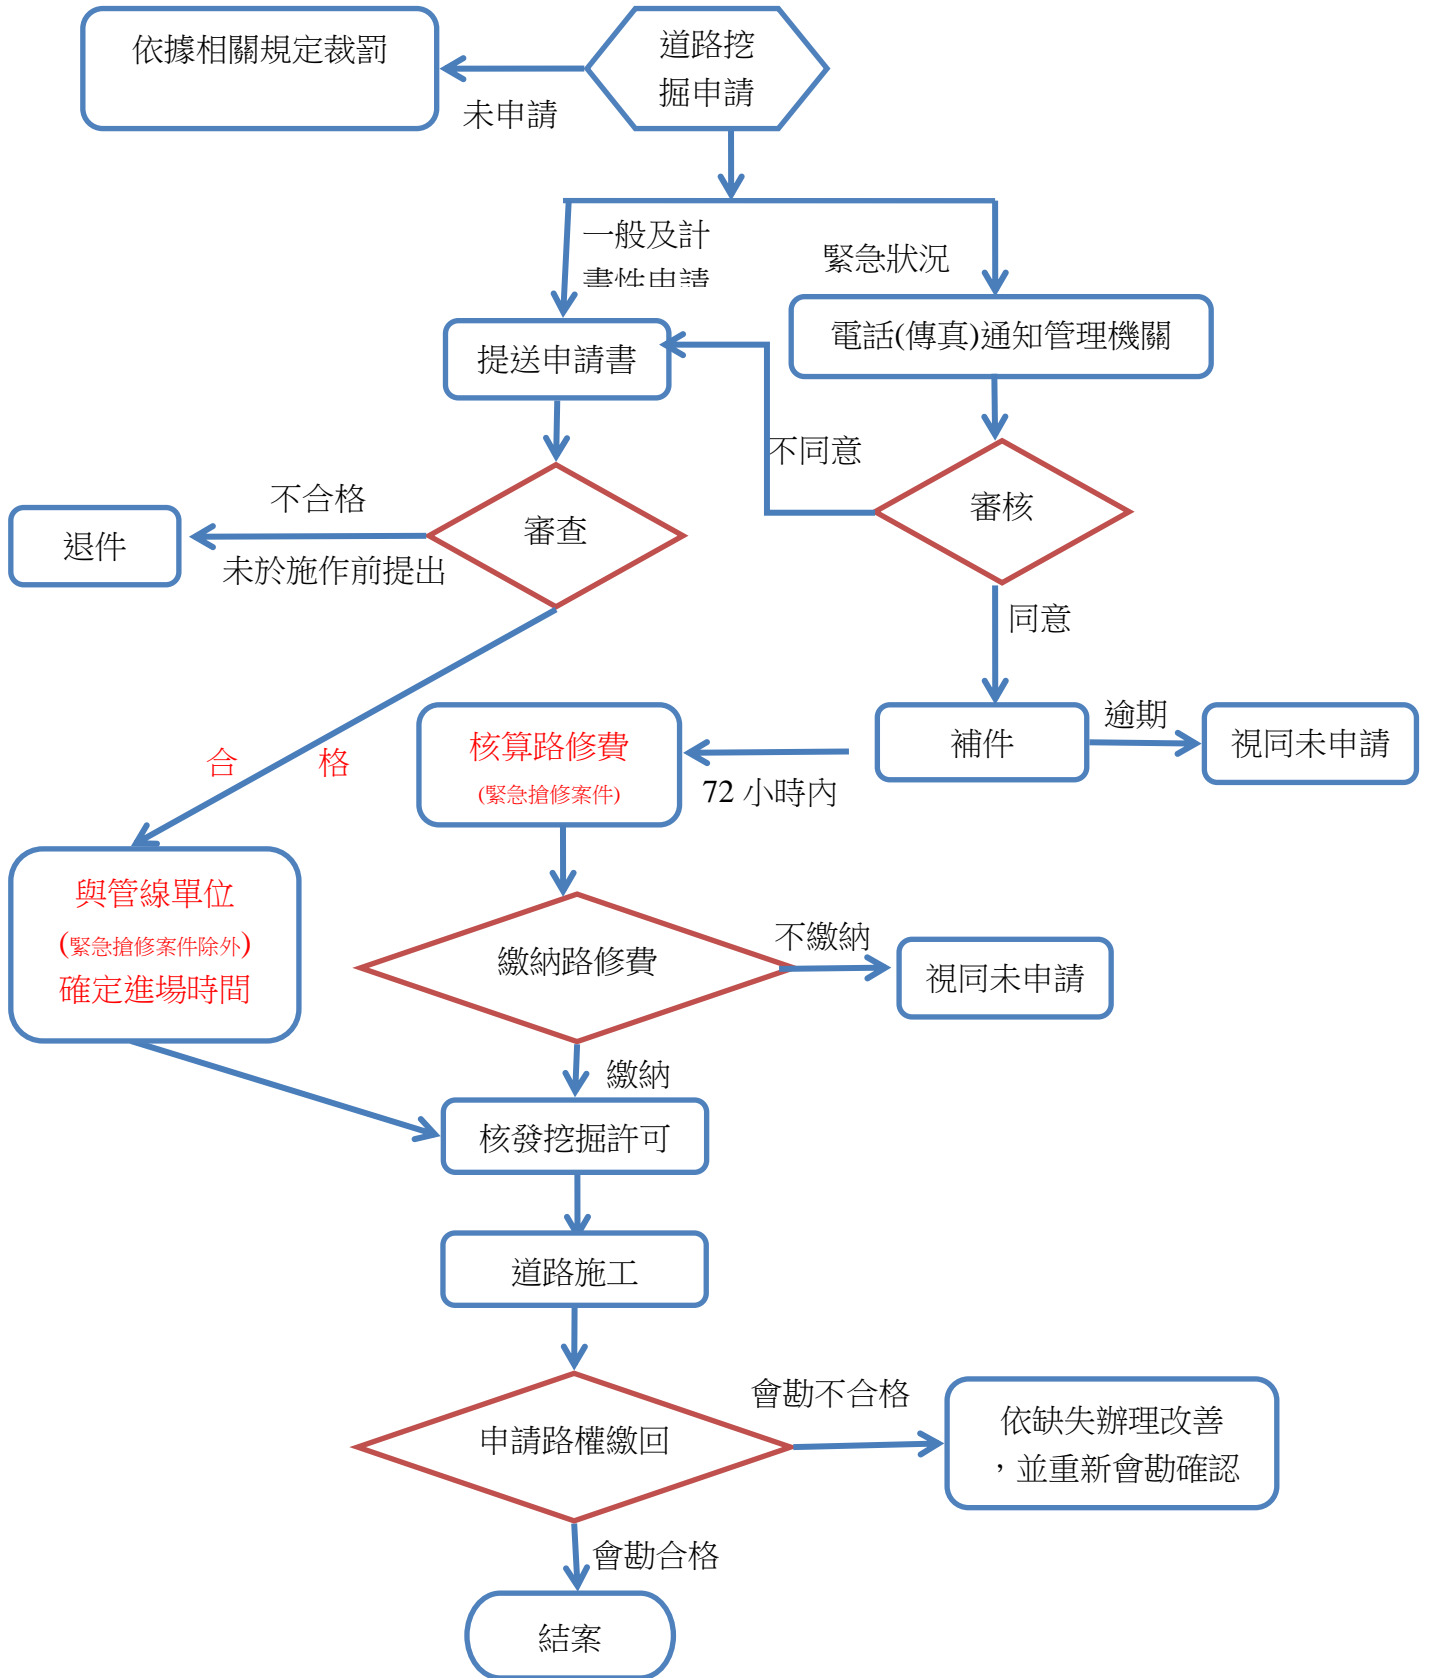 依據相關規定裁罰
道路挖
掘申請
未申請
一般及計
畫性申請
緊急狀況
電話(傳真)通知管理機關
提送申請書
不同意
審核
不合格
審查
退件
未於施作前提出
同意
逾期
補件
視同未申請
核算路修費
(緊急搶修案件)
72 小時內
合 格
與管線單位
(緊急搶修案件除外)
確定進場時間
不繳納
繳納路修費
視同未申請
繳納
核發挖掘許可
道路施工
會勘不合格
申請路權繳回
依缺失辦理改善
，並重新會勘確認
會勘合格
結案